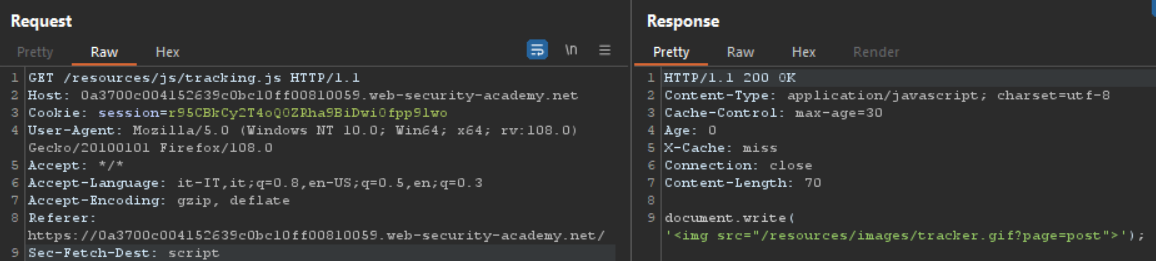 Request
Pretty Raw Hex \n
1 GET /resources/js/tracking.js HTTP/1.1
2 Host: 0a3700c004152639c0bc10ff00810059.web-security-academy.net
3 Cookie: session=r95CBkCy2T4oQ0ZRha9BiDwi0fpp9lwo
4 User-Agent: Mozilla/5.0 (Windows NT 10.0; Win64; x64; rv:108.0)
Gecko/20100101 Firefox/108.0
5 Accept: */*
6 Accept-Language: it-IT,it;q=0.8,en-US;q=0.5,en;q=0.3
7 Accept-Encoding: gzip, deflate
8 Referer:
https://0a3700c004152639c0bc10ff00810059.web-security-academy.net/
9 Sec-Fetch-Dest: script
Response
Pretty Raw Hex Render
1 HTTP/1.1 200 OK
2 Content-Type: application/javascript; charset=utf-8
3 Cache-Control: max-age=30
4 Age: 0
5 X-Cache: miss
6 Connection: close
7 Content-Length: 70
8
9 document.write(
'<img src="/resources/images/tracker.gif?page=post">');